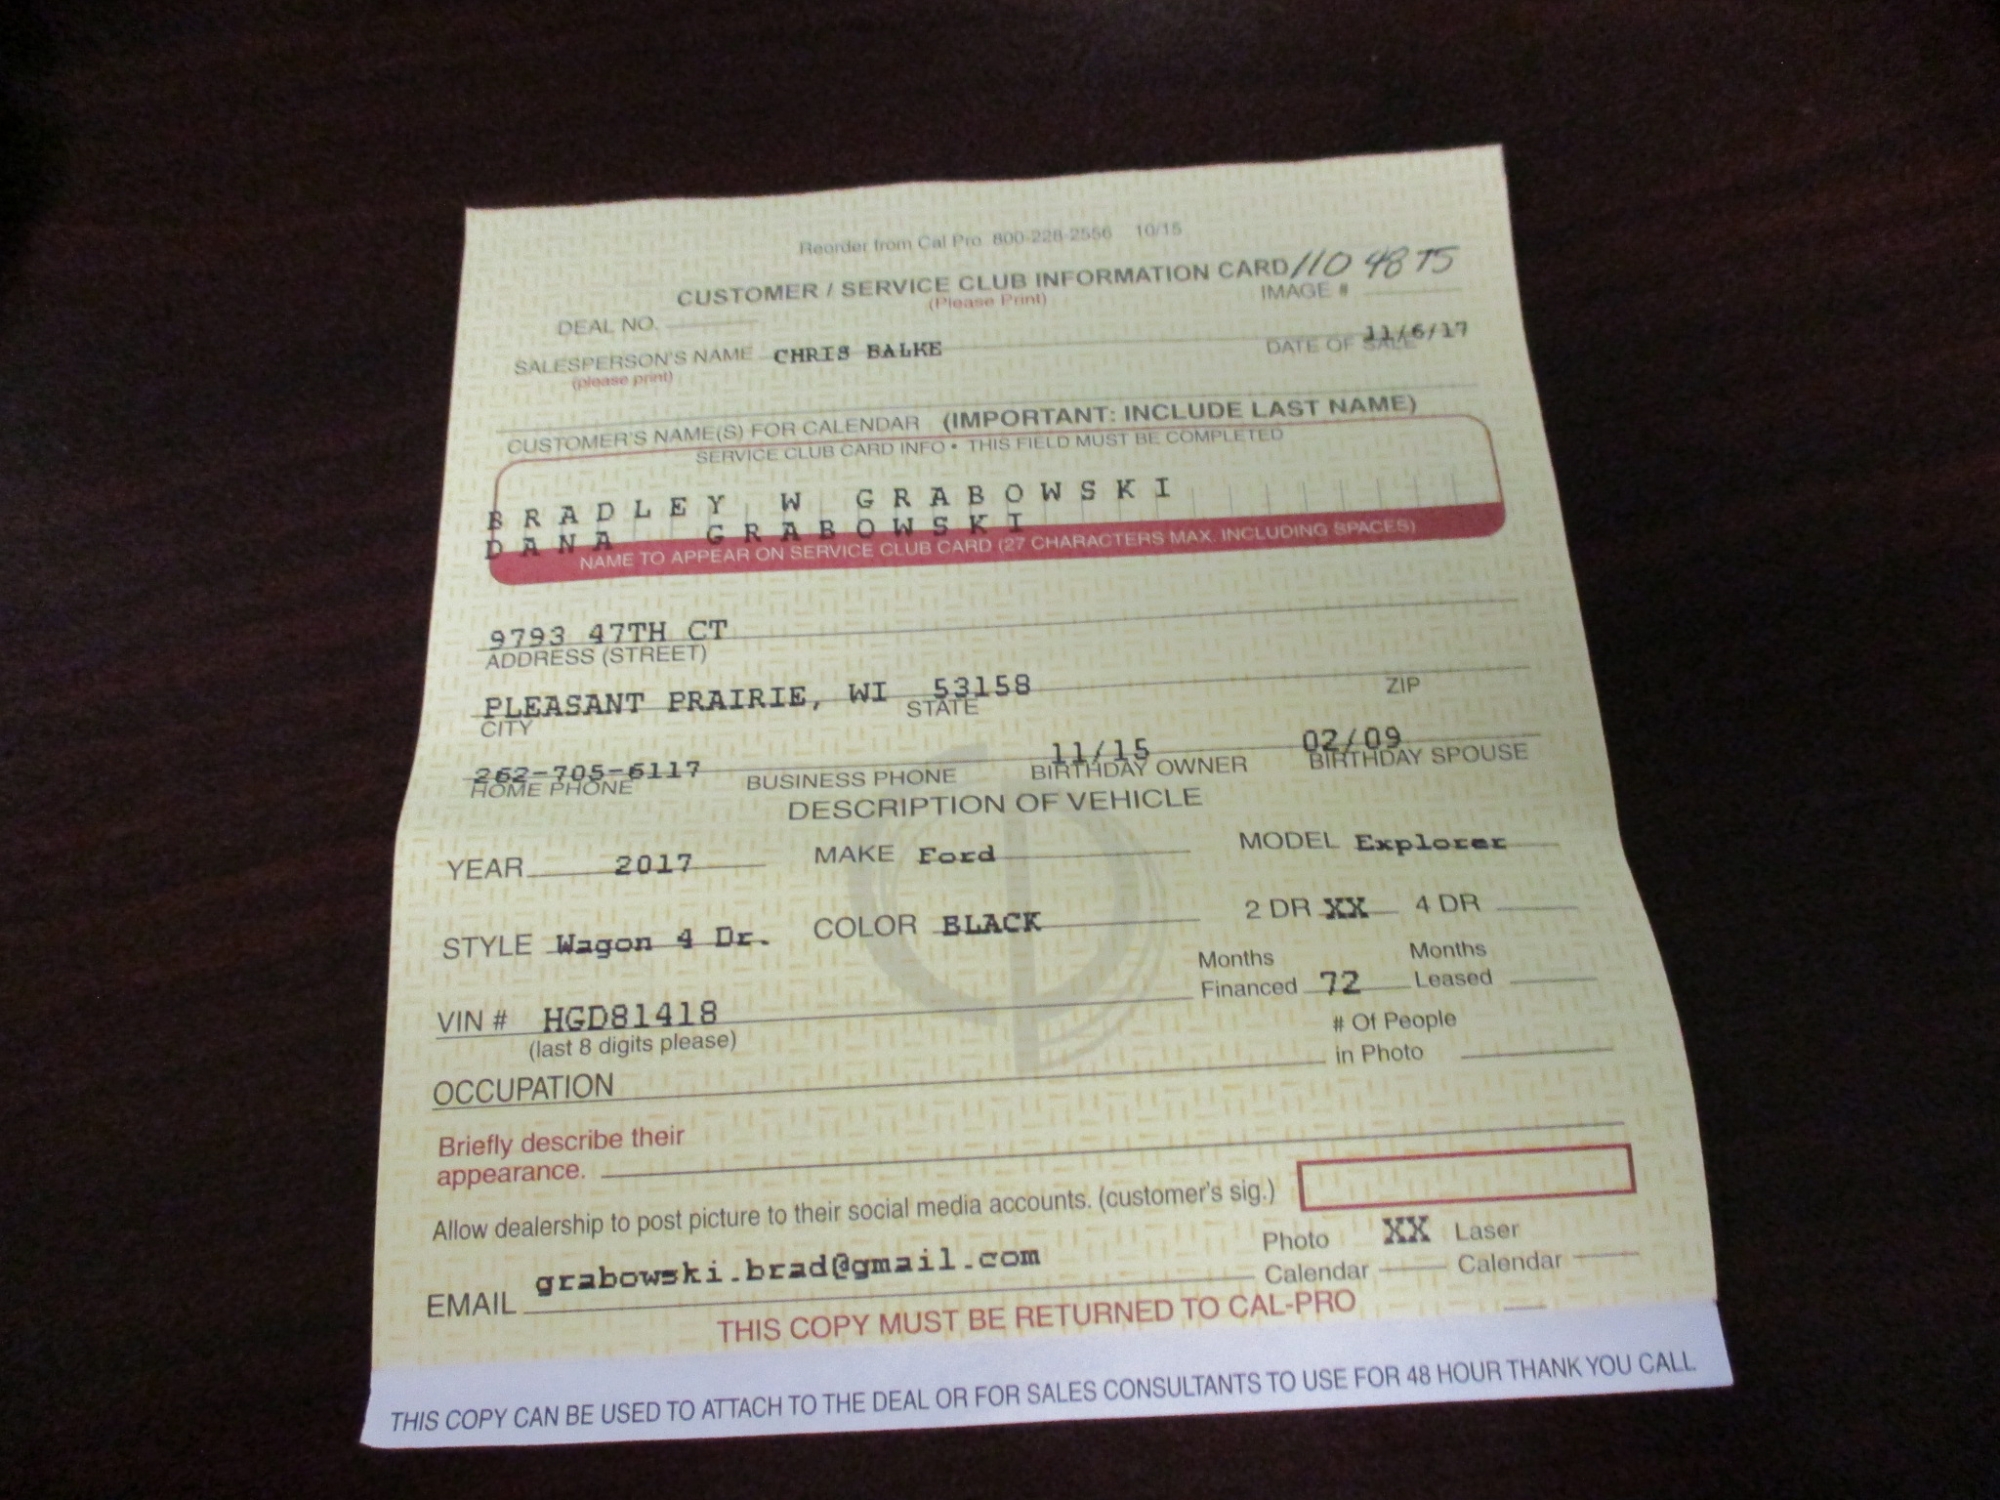 Reorder from Cal Pro 800-228-2556 10/15
CUSTOMER / SERVICE CLUB INFORMATION CARD 1104875
(Please Print) IMAGE #
DEAL NO.
SALESPERSON'S NAME CHRIS BALKE DATE OF SALE 11/6/17
(please print)
CUSTOMER'S NAME(S) FOR CALENDAR (IMPORTANT: INCLUDE LAST NAME)
SERVICE CLUB CARD INFO • THIS FIELD MUST BE COMPLETED
BRADLEY W GRABOWSKI
DANA GRABOWSKI
NAME TO APPEAR ON SERVICE CLUB CARD (27 CHARACTERS MAX. INCLUDING SPACES)
9793 47TH CT
ADDRESS (STREET)
PLEASANT PRAIRIE, WI 53158
CITY STATE ZIP
262-705-6117 11/15 02/09
HOME PHONE BUSINESS PHONE BIRTHDAY OWNER BIRTHDAY SPOUSE
DESCRIPTION OF VEHICLE
YEAR 2017 MAKE Ford MODEL Explorer
STYLE Wagon 4 Dr. COLOR BLACK 2 DR XX 4 DR
Months Financed 72 Months Leased
VIN # HGD81418
(last 8 digits please)
# Of People in Photo
OCCUPATION
Briefly describe their
appearance.
Allow dealership to post picture to their social media accounts. (customer's sig.)
EMAIL grabowski.brad@gmail.com Photo Calendar XX Laser Calendar
THIS COPY MUST BE RETURNED TO CAL-PRO
THIS COPY CAN BE USED TO ATTACH TO THE DEAL OR FOR SALES CONSULTANTS TO USE FOR 48 HOUR THANK YOU CALL